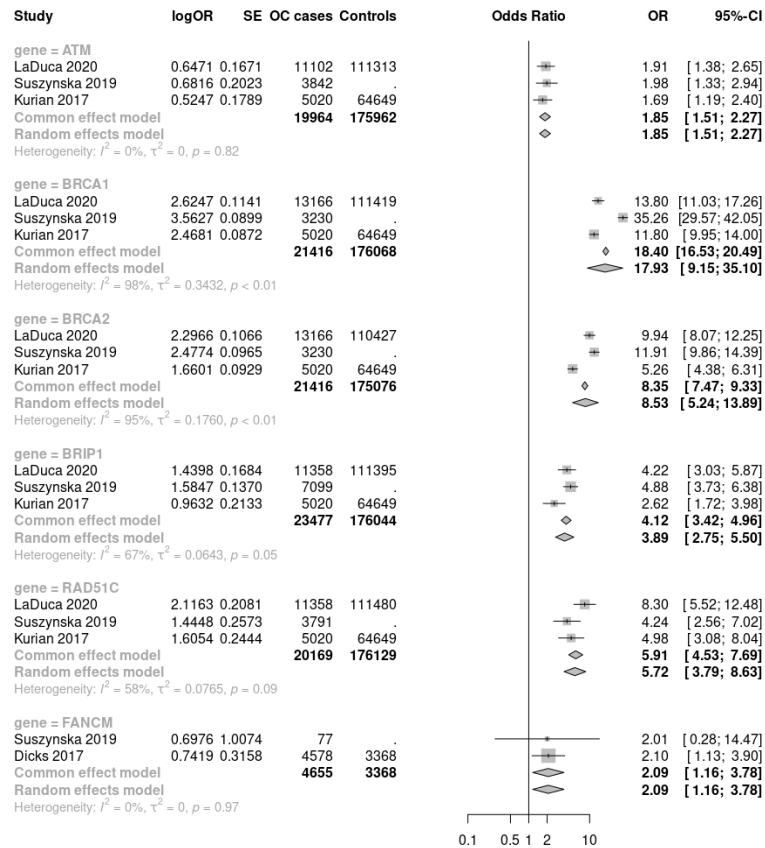 Study logOR SE OC cases Controls Odds Ratio OR 95%-CI
gene = ATM
LaDuca 2020 0.6471 0.1671 11102 111313 1.91 [ 1.38; 2.65]
Suszynska 2019 0.6816 0.2023 3842 . 1.98 [ 1.33; 2.94]
Kurian 2017 0.5247 0.1789 5020 64649 1.69 [ 1.19; 2.40]
Common effect model 19964 175962 1.85 [ 1.51; 2.27]
Random effects model 1.85 [ 1.51; 2.27]
Heterogeneity: I² = 0%, τ² = 0, p = 0.82
gene = BRCA1
LaDuca 2020 2.6247 0.1141 13166 111419 13.80 [11.03; 17.26]
Suszynska 2019 3.5627 0.0899 3230 . 35.26 [29.57; 42.05]
Kurian 2017 2.4681 0.0872 5020 64649 11.80 [ 9.95; 14.00]
Common effect model 21416 176068 18.40 [16.53; 20.49]
Random effects model 17.93 [ 9.15; 35.10]
Heterogeneity: I² = 98%, τ² = 0.3432, p < 0.01
gene = BRCA2
LaDuca 2020 2.2966 0.1066 13166 110427 9.94 [ 8.07; 12.25]
Suszynska 2019 2.4774 0.0965 3230 . 11.91 [ 9.86; 14.39]
Kurian 2017 1.6601 0.0929 5020 64649 5.26 [ 4.38; 6.31]
Common effect model 21416 175076 8.35 [ 7.47; 9.33]
Random effects model 8.53 [ 5.24; 13.89]
Heterogeneity: I² = 95%, τ² = 0.1760, p < 0.01
gene = BRIP1
LaDuca 2020 1.4398 0.1684 11358 111395 4.22 [ 3.03; 5.87]
Suszynska 2019 1.5847 0.1370 7099 . 4.88 [ 3.73; 6.38]
Kurian 2017 0.9632 0.2133 5020 64649 2.62 [ 1.72; 3.98]
Common effect model 23477 176044 4.12 [ 3.42; 4.96]
Random effects model 3.89 [ 2.75; 5.50]
Heterogeneity: I² = 67%, τ² = 0.0643, p = 0.05
gene = RAD51C
LaDuca 2020 2.1163 0.2081 11358 111480 8.30 [ 5.52; 12.48]
Suszynska 2019 1.4448 0.2573 3791 . 4.24 [ 2.56; 7.02]
Kurian 2017 1.6054 0.2444 5020 64649 4.98 [ 3.08; 8.04]
Common effect model 20169 176129 5.91 [ 4.53; 7.69]
Random effects model 5.72 [ 3.79; 8.63]
Heterogeneity: I² = 58%, τ² = 0.0765, p = 0.09
gene = FANCM
Suszynska 2019 0.6976 1.0074 77 . 2.01 [ 0.28; 14.47]
Dicks 2017 0.7419 0.3158 4578 3368 2.10 [ 1.13; 3.90]
Common effect model 4655 3368 2.09 [ 1.16; 3.78]
Random effects model 2.09 [ 1.16; 3.78]
Heterogeneity: I² = 0%, τ² = 0, p = 0.97
0.1 0.5 1 2 10